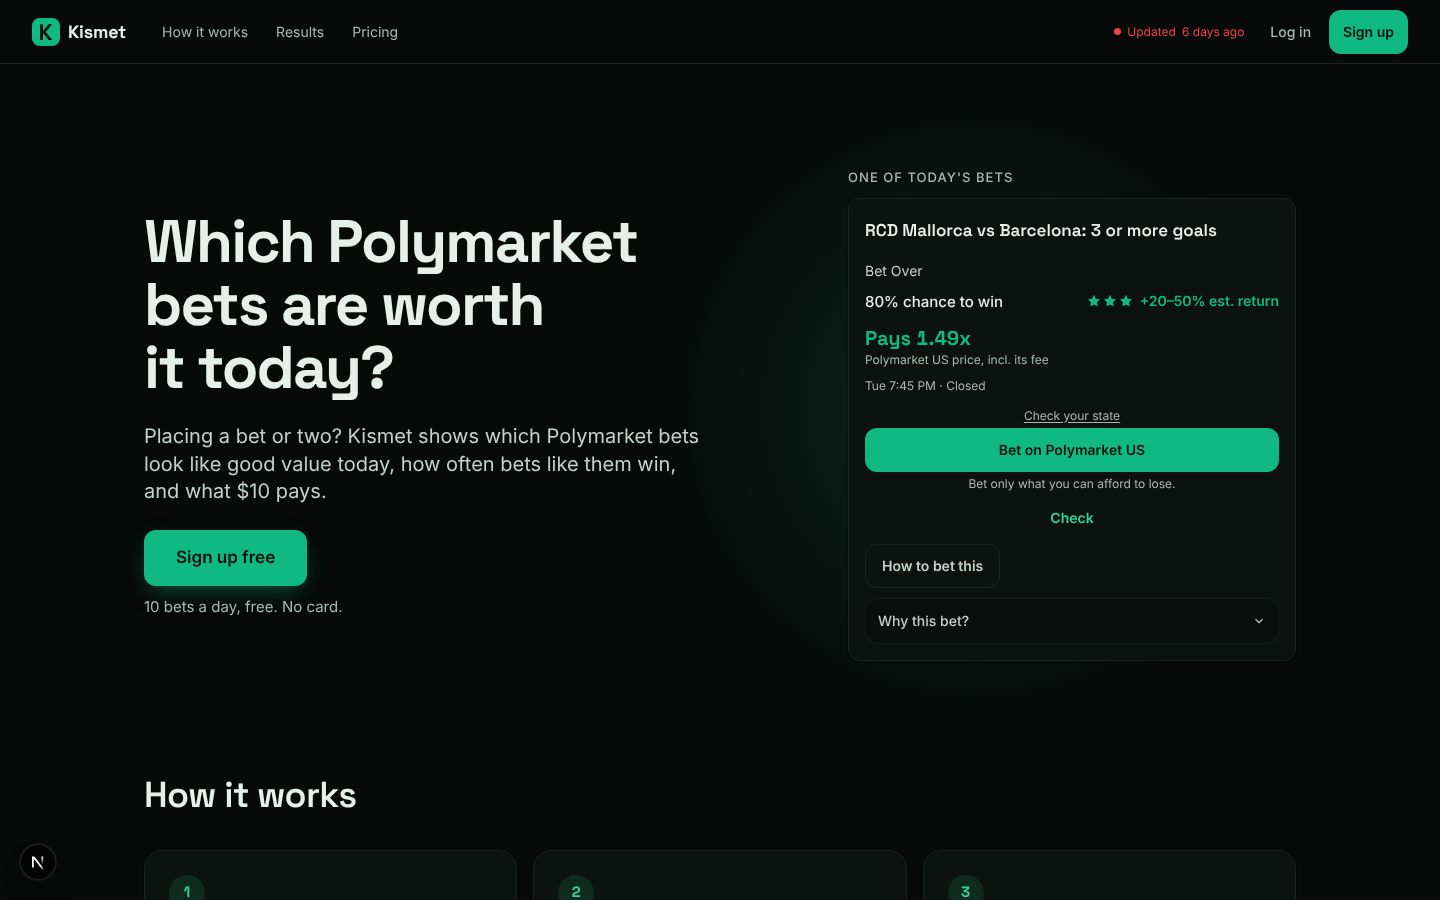 K Kismet
How it works
Results
Pricing
Updated 6 days ago
Log in
Sign up
Which Polymarket
bets are worth
it today?
Placing a bet or two? Kismet shows which Polymarket bets
look like good value today, how often bets like them win,
and what $10 pays.
Sign up free
10 bets a day, free. No card.
ONE OF TODAY'S BETS
RCD Mallorca vs Barcelona: 3 or more goals
Bet Over
80% chance to win
★★★ +20–50% est. return
Pays 1.49x
Polymarket US price, incl. its fee
Tue 7:45 PM · Closed
Check your state
Bet on Polymarket US
Bet only what you can afford to lose.
Check
How to bet this
Why this bet?
How it works
N
1
2
3